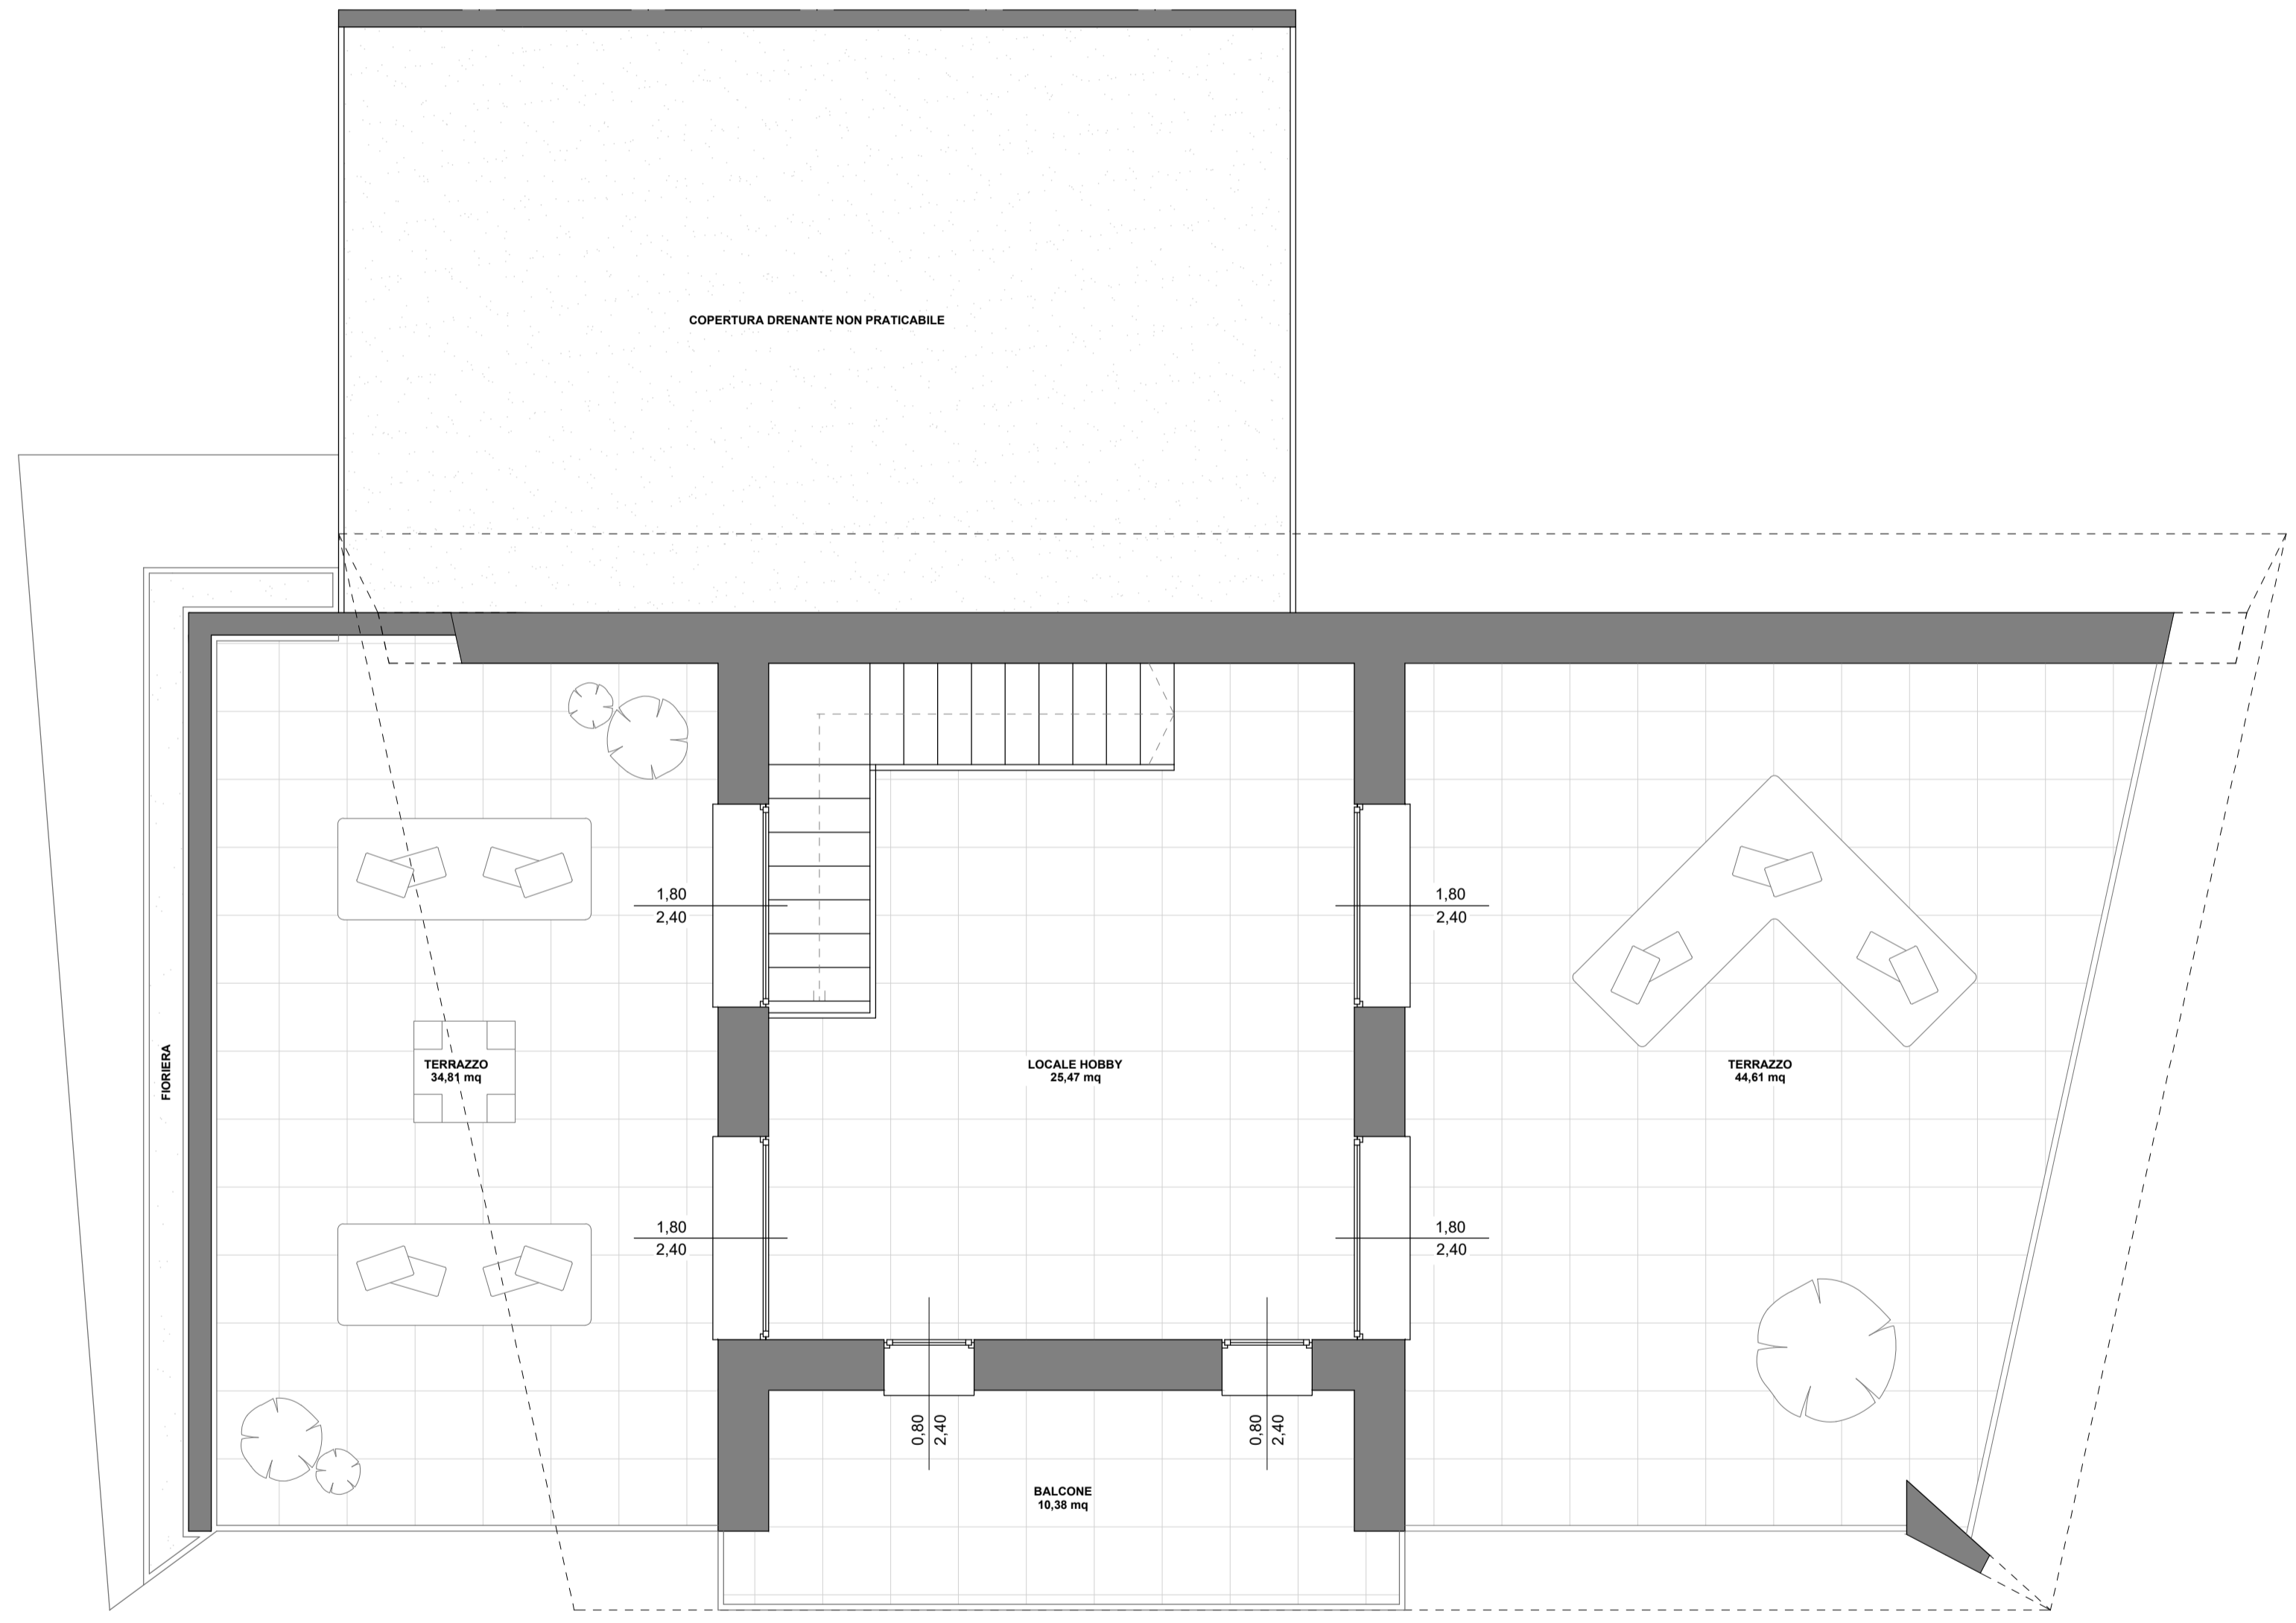 COPERTURA DRENANTE NON PRATICABILE
1,80
2,40
1,80
2,40
FIORIERA
TERRAZZO
34,81 mq
LOCALE HOBBY
25,47 mq
TERRAZZO
44,61 mq
1,80
2,40
1,80
2,40
0,80
2,40
0,80
2,40
BALCONE
10,38 mq